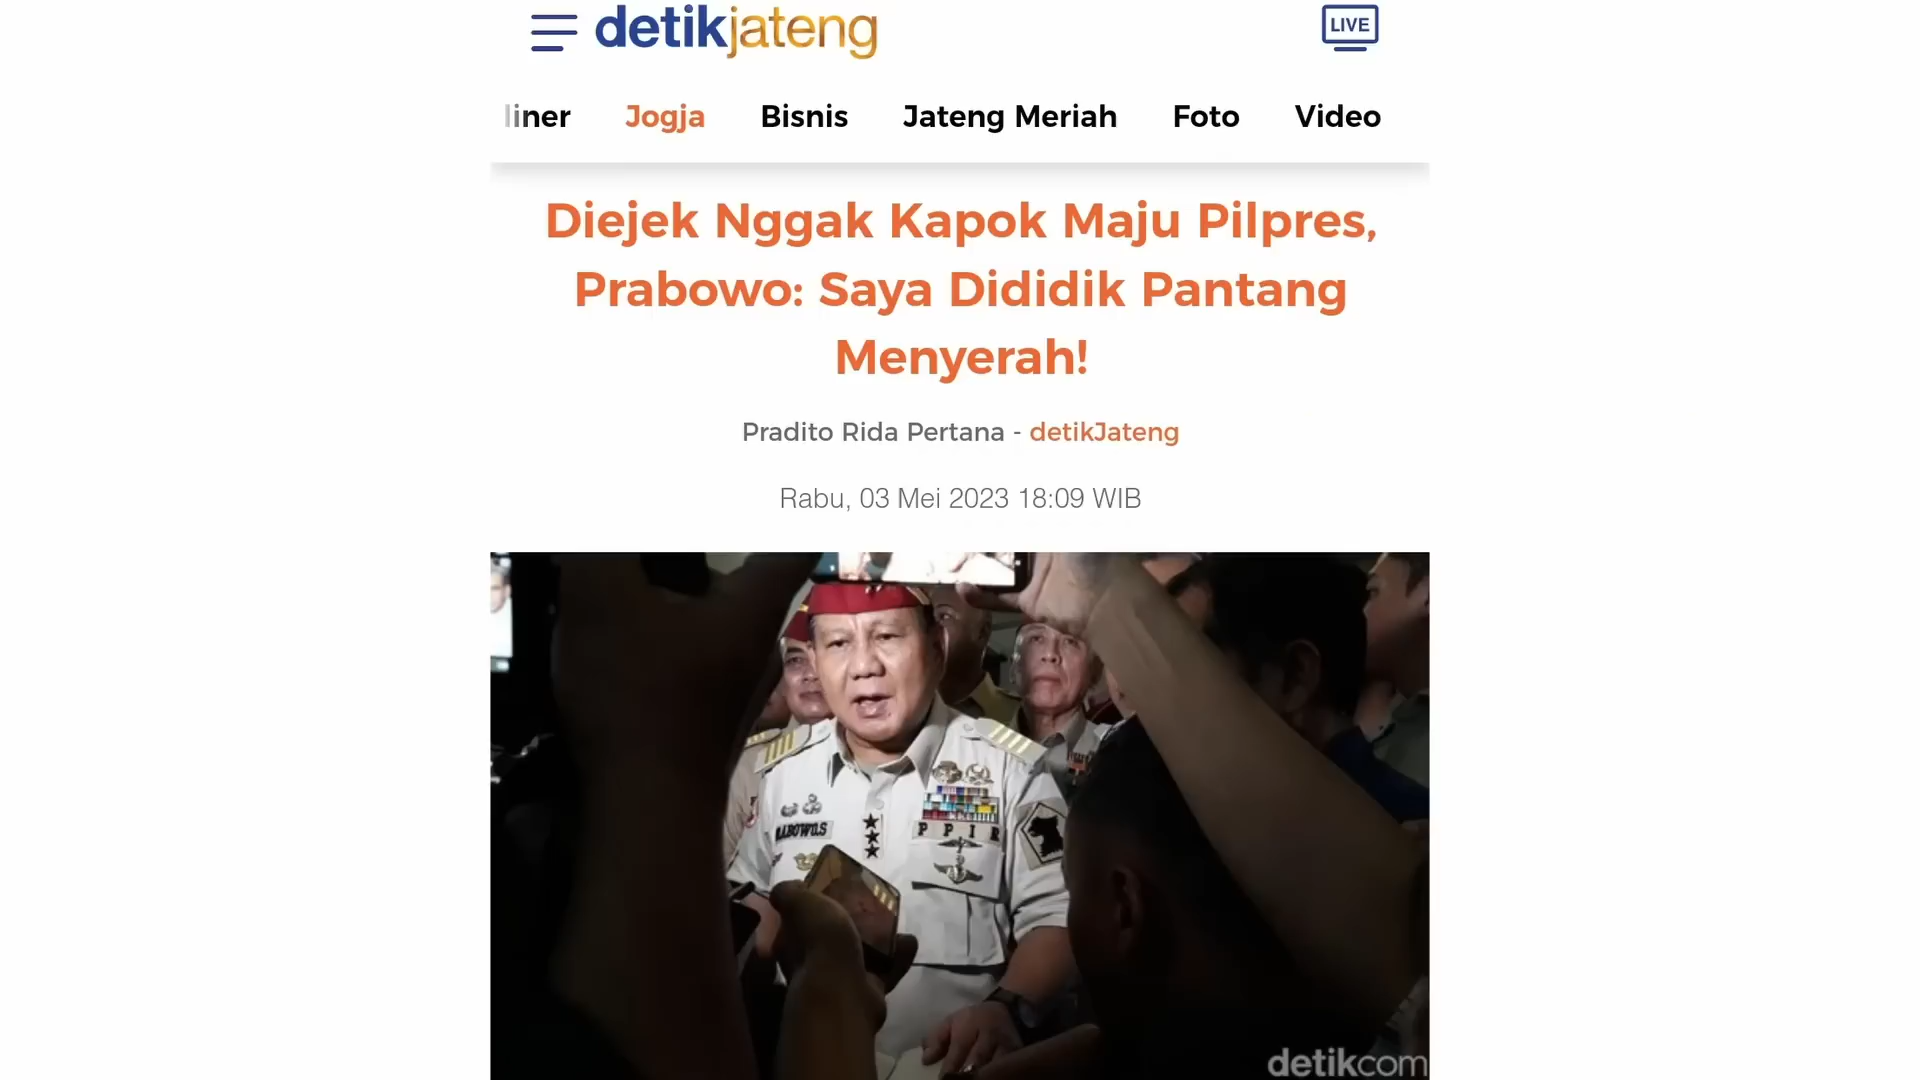 detikjateng
LIVE
liner Jogja Bisnis Jateng Meriah Foto Video
Diejek Nggak Kapok Maju Pilpres,
Prabowo: Saya Dididik Pantang
Menyerah!
Pradito Rida Pertana - detikJateng
Rabu, 03 Mei 2023 18:09 WIB
RABOWO.S
P P I R
detikcom